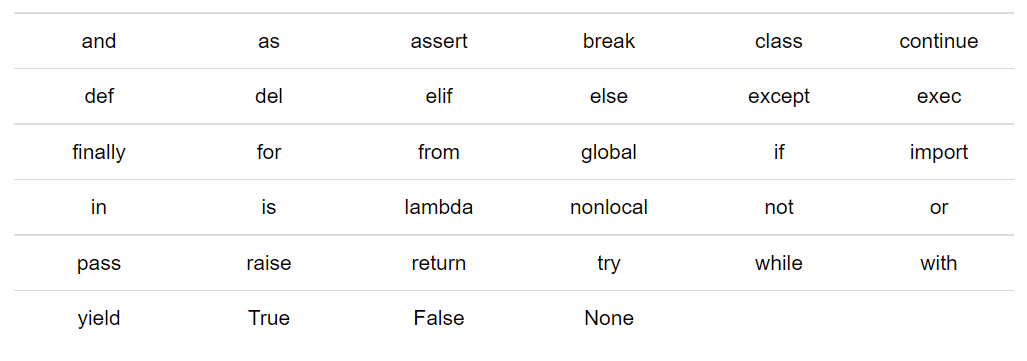 and as assert break class continue
def del elif else except exec
finally for from global if import
in is lambda nonlocal not or
pass raise return try while with
yield True False None